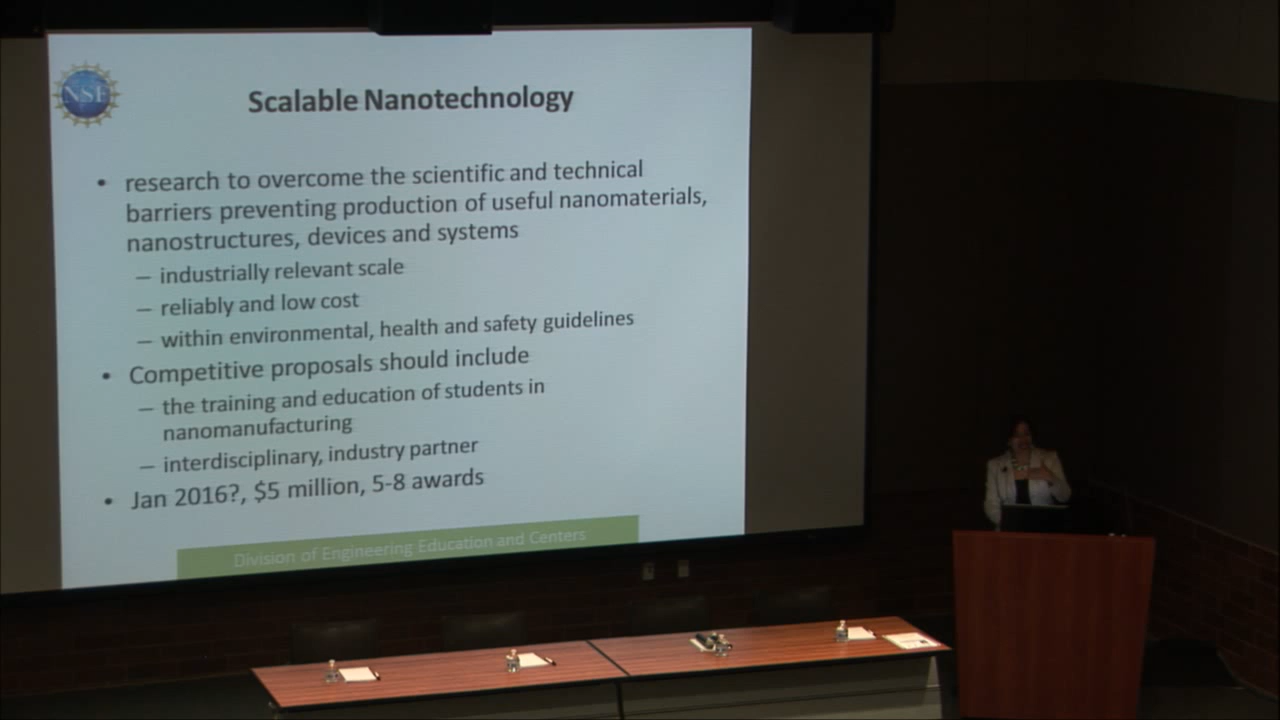 NSF
Scalable Nanotechnology
• research to overcome the scientific and technical
barriers preventing production of useful nanomaterials,
nanostructures, devices and systems
– industrially relevant scale
– reliably and low cost
– within environmental, health and safety guidelines
• Competitive proposals should include
– the training and education of students in
nanomanufacturing
– interdisciplinary, industry partner
• Jan 2016?, $5 million, 5-8 awards
Division of Engineering Education and Centers